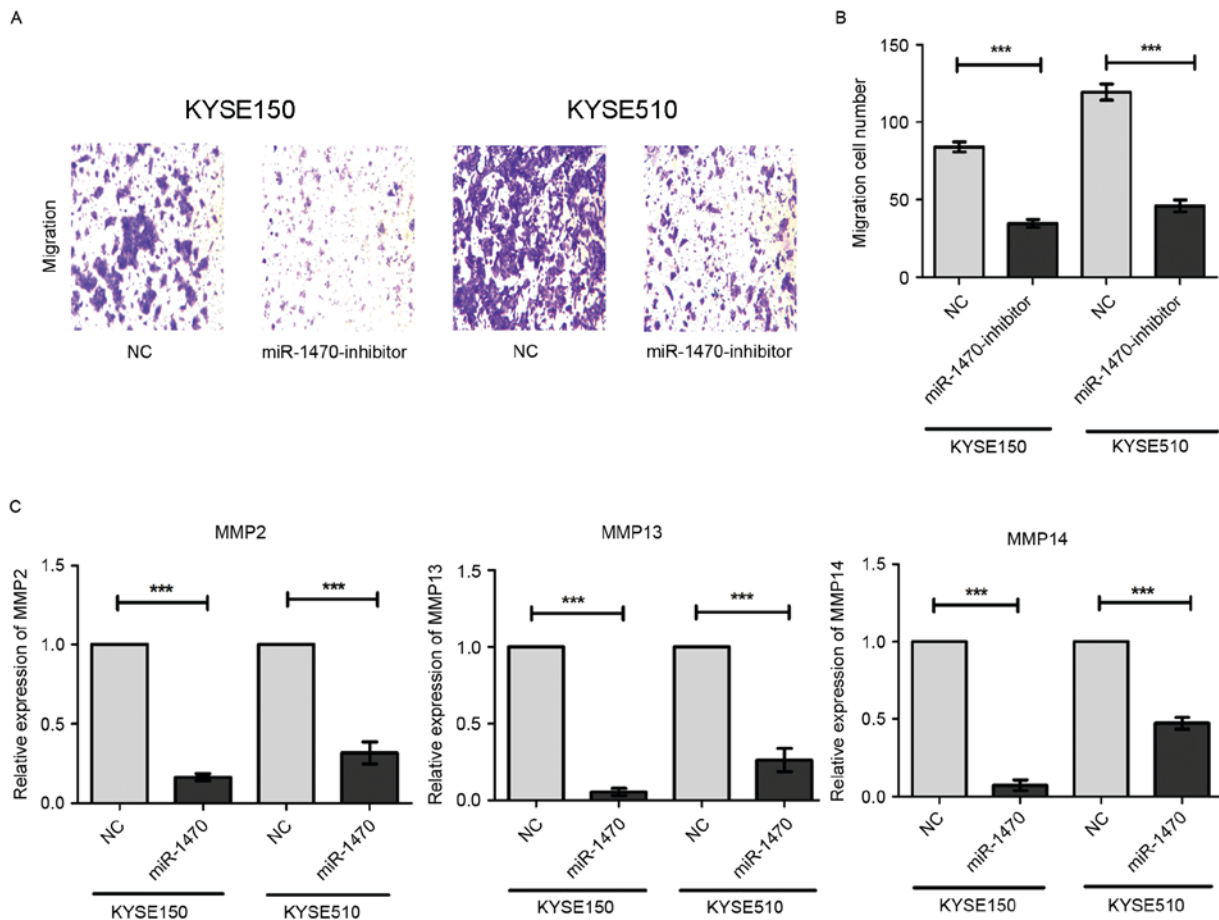 A
KYSE150
KYSE510
Migration
NC
miR-1470-inhibitor
NC
miR-1470-inhibitor
B
Migration cell number
150
100
50
0
***
***
NC
miR-1470-inhibitor
NC
miR-1470-inhibitor
KYSE150
KYSE510
C
MMP2
Relative expression of MMP2
1.5
1.0
0.5
0.0
***
***
NC
miR-1470
NC
miR-1470
KYSE150
KYSE510
MMP13
Relative expression of MMP13
1.5
1.0
0.5
0.0
***
***
NC
miR-1470
NC
miR-1470
KYSE150
KYSE510
MMP14
Relative expression of MMP14
1.5
1.0
0.5
0.0
***
***
NC
miR-1470
NC
miR-1470
KYSE150
KYSE510